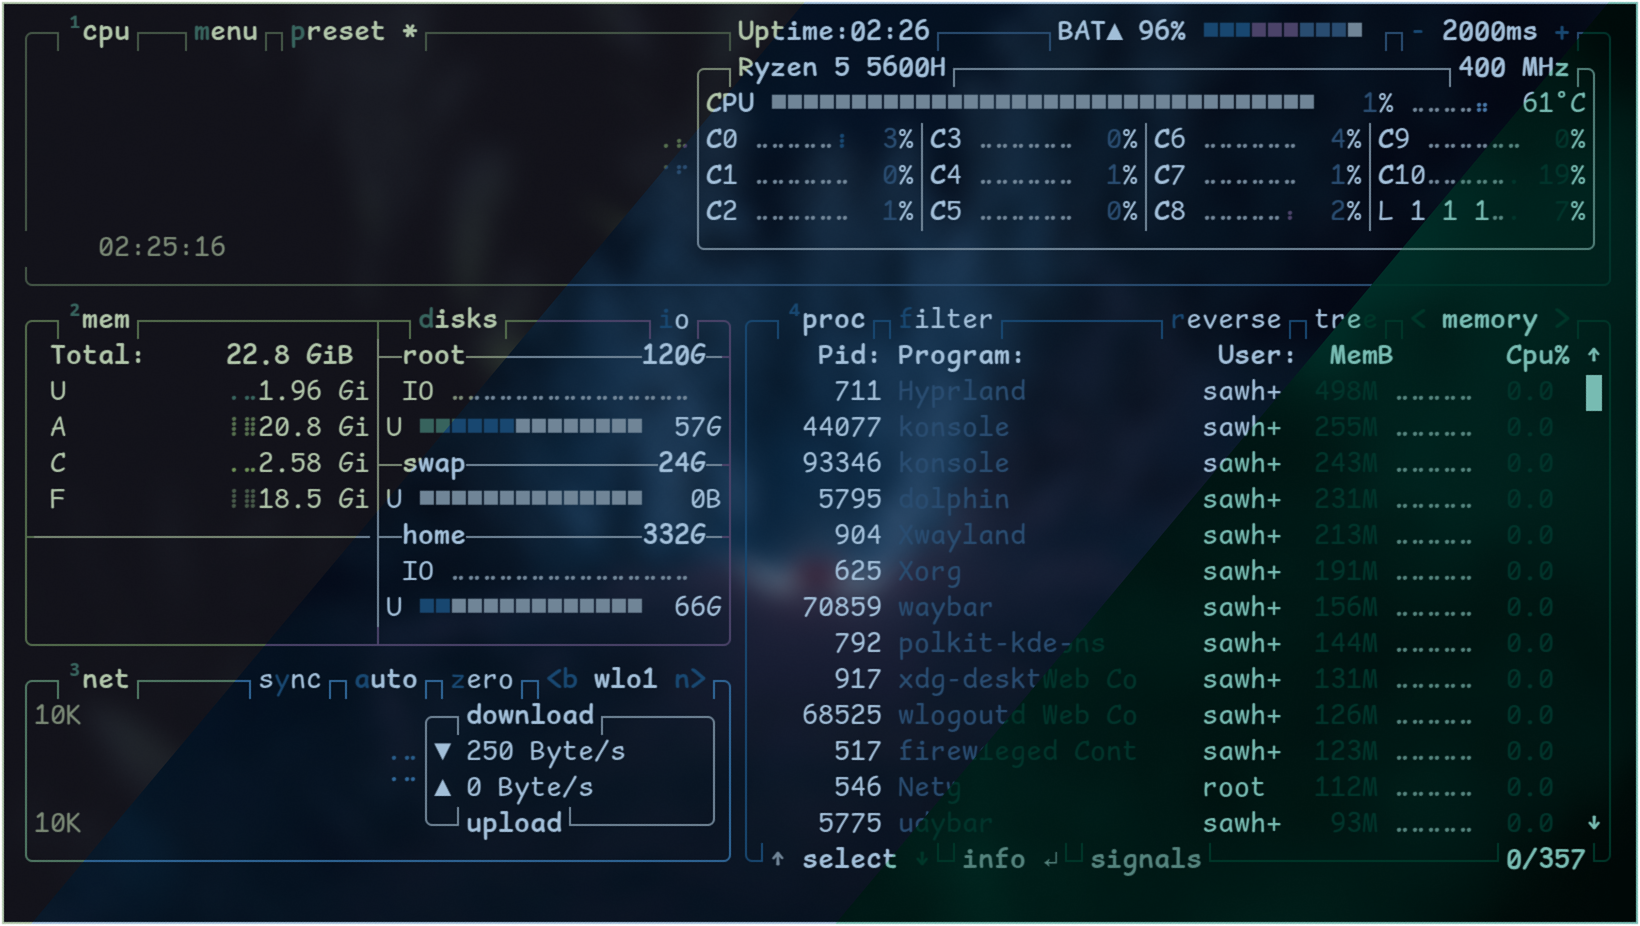 ¹cpu menu preset * Uptime:02:26 BAT▲ 96% - 2000ms +
Ryzen 5 5600H 400 MHz
CPU 1% 61°C
C0 3% C3 0% C6 4% C9 0%
C1 0% C4 1% C7 1% C10 19%
C2 1% C5 0% C8 2% L 1 1 1 7%
02:25:16
²mem disks io
Total: 22.8 GiB root 120G
U 1.96 Gi IO
A 20.8 Gi U 57G
C 2.58 Gi swap 24G
F 18.5 Gi U 0B
home 332G
IO
U 66G
³net sync auto zero <b wlo1 n>
10K download
▼ 250 Byte/s
▲ 0 Byte/s
10K upload
⁴proc filter reverse tree < memory >
Pid: Program: User: MemB Cpu% ↑
711 Hyprland sawh+ 498M 0.0
44077 konsole sawh+ 255M 0.0
93346 konsole sawh+ 243M 0.0
5795 dolphin sawh+ 231M 0.0
904 Xwayland sawh+ 213M 0.0
625 Xorg sawh+ 191M 0.0
70859 waybar sawh+ 156M 0.0
792 polkit-kde-ns sawh+ 144M 0.0
917 xdg-desktWeb Co sawh+ 131M 0.0
68525 wlogoutd Web Co sawh+ 126M 0.0
517 firewieged Cont sawh+ 123M 0.0
546 Netg root 112M 0.0
5775 udaybar sawh+ 93M 0.0 ↓
↑ select ↓ info ↵ signals 0/357